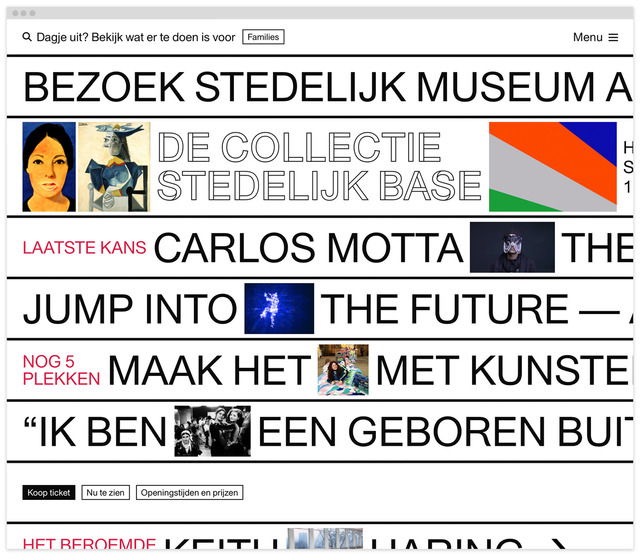 Dagje uit? Bekijk wat er te doen is voor Families Menu
BEZOEK STEDELIJK MUSEUM A
DE COLLECTIE
STEDELIJK BASE
H
S
1
LAATSTE KANS CARLOS MOTTA THE
JUMP INTO THE FUTURE —
NOG 5
PLEKKEN MAAK HET MET KUNSTE
“IK BEN EEN GEBOREN BUIT
Koop ticket Nu te zien Openingstijden en prijzen
HET BEROEMDE KEITH HARING